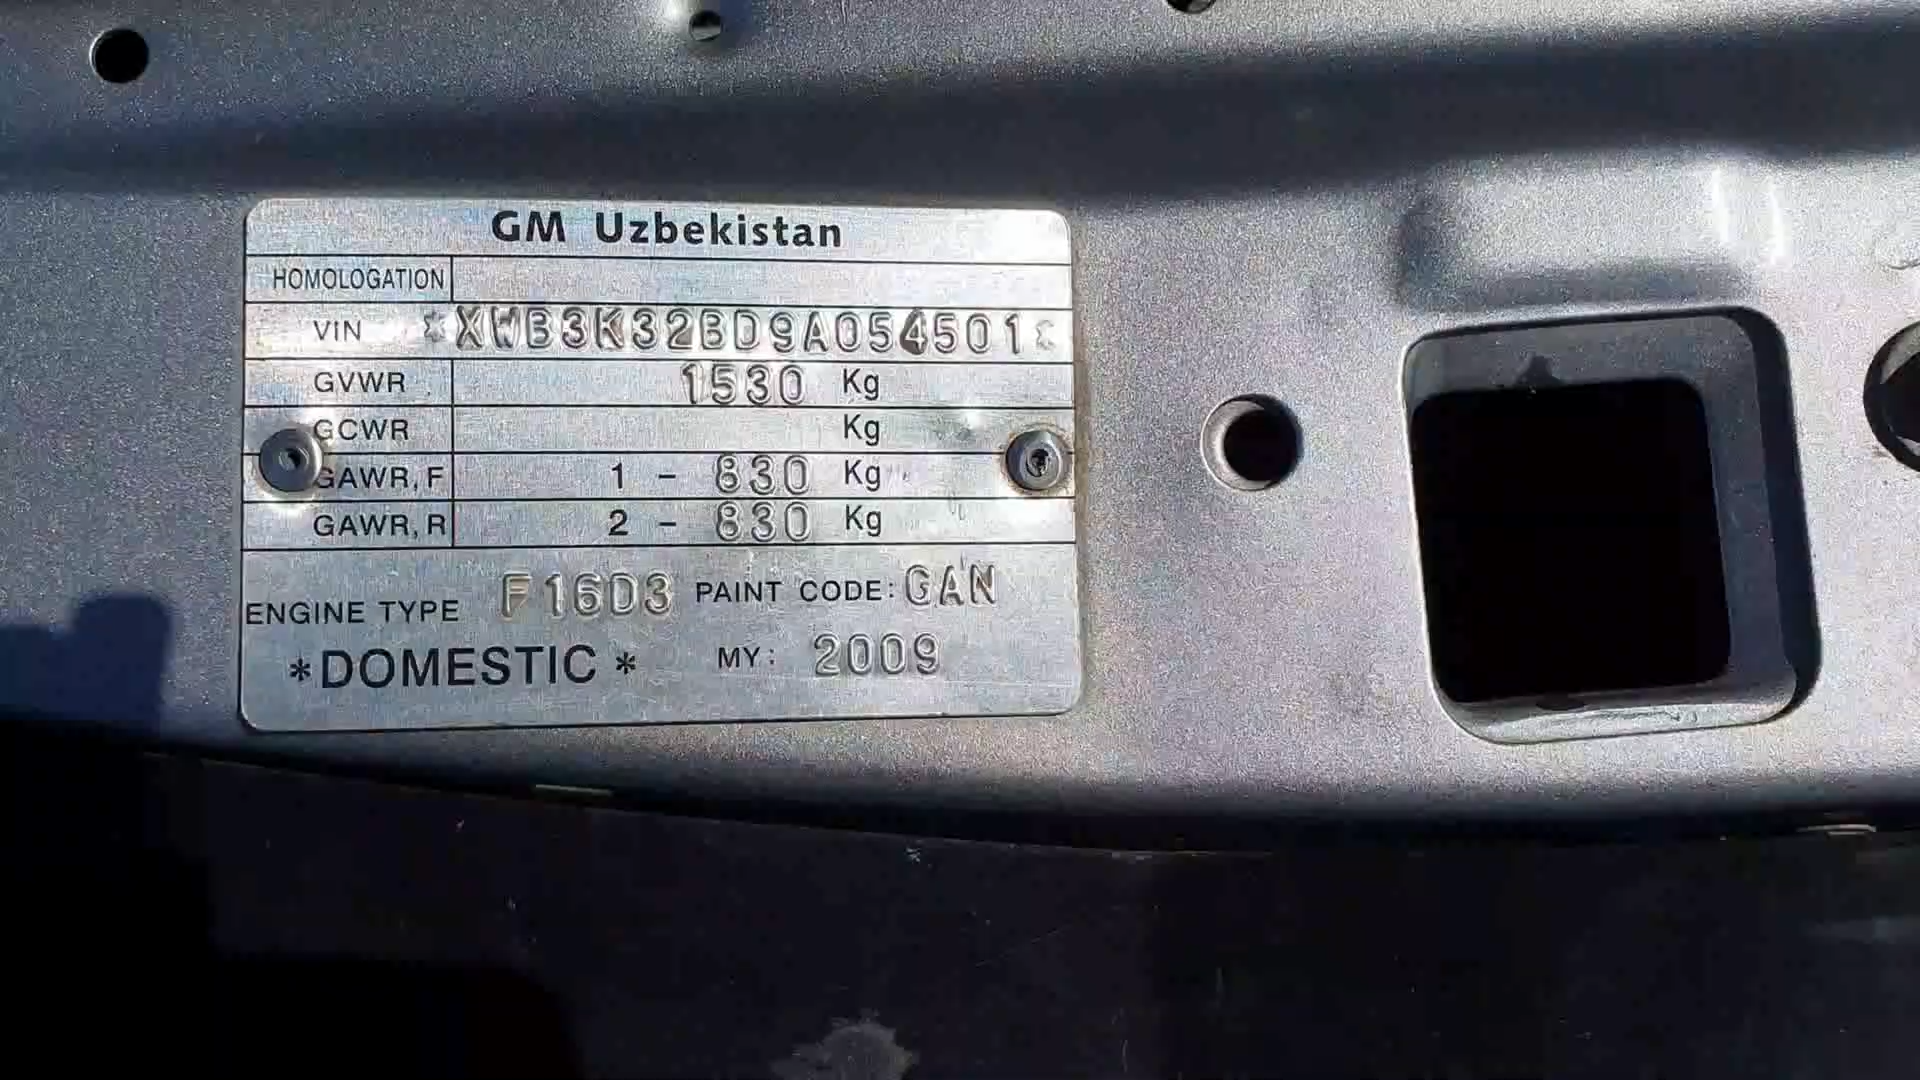 GM Uzbekistan
HOMOLOGATION
VIN *XWB3K32BD9A054501*
GVWR 1530 Kg
GCWR Kg
GAWR, F 1 - 830 Kg
GAWR, R 2 - 830 Kg
ENGINE TYPE F16D3 PAINT CODE: GAN
*DOMESTIC * MY: 2009